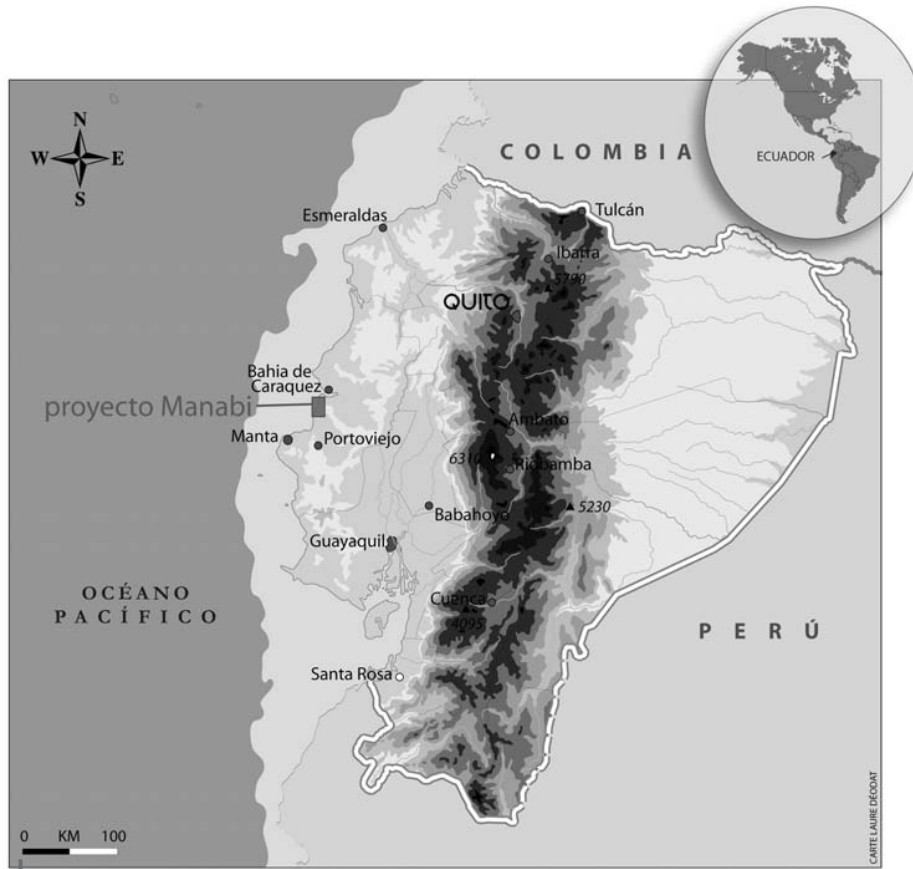 N
W E
S
COLOMBIA
ECUADOR
Esmeraldas
Tulcán
Ibarra
5790
QUITO
Bahia de
Caraquez
proyecto Manabi
Manta
Portoviejo
Ambato
6310
Riobamba
Babahoyo
5230
Guayaquil
Cuenca
4095
OCÉANO
PACÍFICO
PERÚ
Santa Rosa
0 KM 100
CARTE LAURE DÉODAT